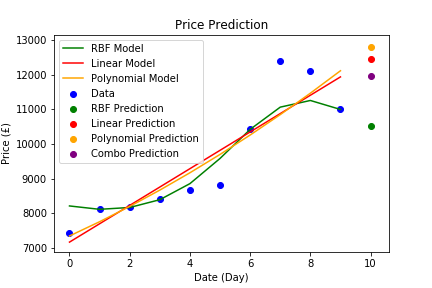 Price Prediction
13000
12000
11000
10000
9000
8000
7000
Price (£)
RBF Model
Linear Model
Polynomial Model
Data
RBF Prediction
Linear Prediction
Polynomial Prediction
Combo Prediction
0 2 4 6 8 10
Date (Day)